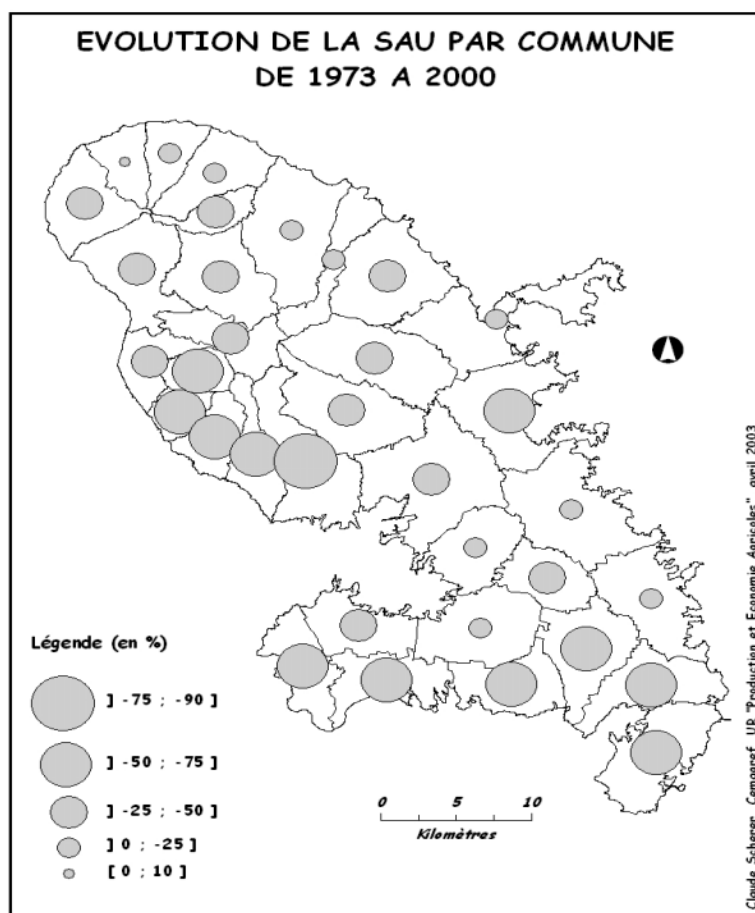 EVOLUTION DE LA SAU PAR COMMUNE
DE 1973 A 2000
Légende (en %)
] -75 ; -90 ]
] -50 ; -75 ]
] -25 ; -50 ]
] 0 ; -25 ]
[ 0 ; 10 ]
0 5 10
Kilomètres
Claude Scherer, Cemagref, UR "Production et Economie Agricoles", avril 2003